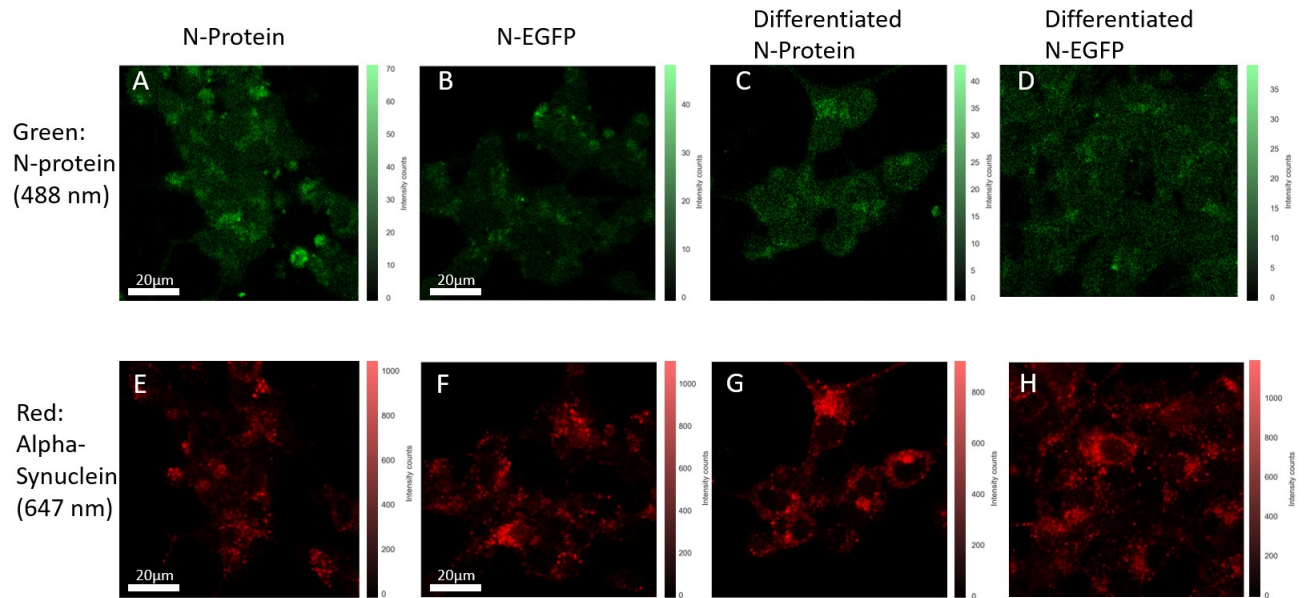 N-Protein
N-EGFP
Differentiated
N-Protein
Differentiated
N-EGFP
Green:
N-protein
(488 nm)
A
20µm
70
60
50
40
30
20
10
0
Intensity counts
B
20µm
40
30
20
10
0
Intensity counts
C
40
35
30
25
20
15
10
5
0
Intensity counts
D
35
30
25
20
15
10
5
0
Intensity counts
Red:
Alpha-
Synuclein
(647 nm)
E
20µm
1000
800
600
400
200
0
Intensity counts
F
20µm
1000
800
600
400
200
0
Intensity counts
G
800
600
400
200
0
Intensity counts
H
1000
800
600
400
200
0
Intensity counts